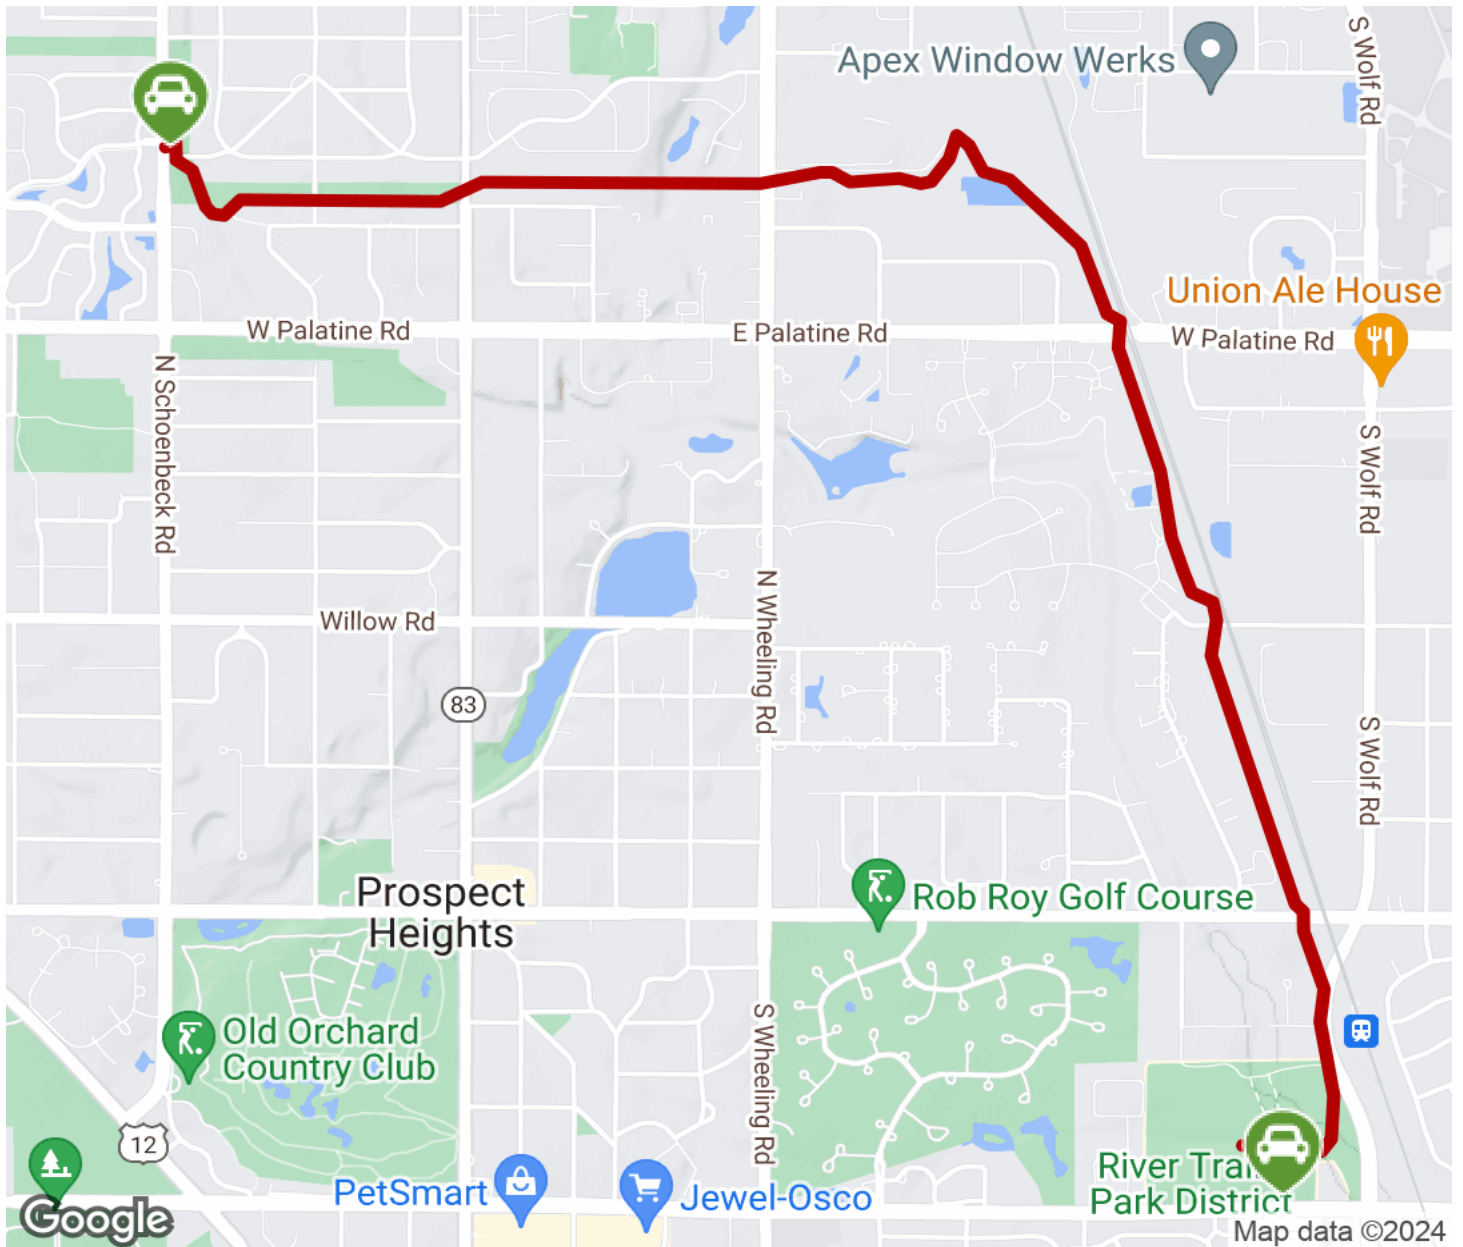 Apex Window Werks
S Wolf Rd
Union Ale House
W Palatine Rd
E Palatine Rd
W Palatine Rd
N Schoenbeck Rd
S Wolf Rd
Willow Rd
N Wheeling Rd
83
S Wolf Rd
Prospect
Heights
Rob Roy Golf Course
Old Orchard
Country Club
S Wheeling Rd
12
River Trai
Park District
PetSmart
Jewel-Osco
Google
Map data ©2024